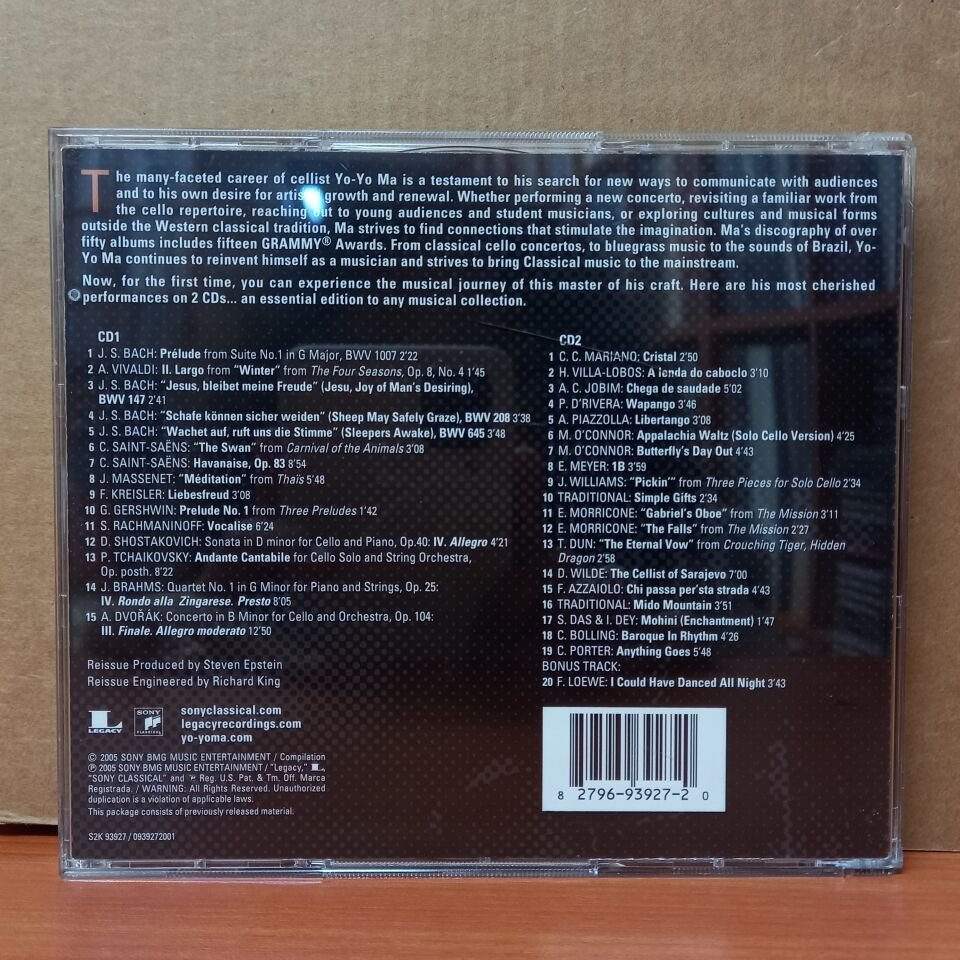 The many-faceted career of cellist Yo-Yo Ma is a testament to his search for new ways to communicate with audiences
and to his own desire for artistic growth and renewal. Whether performing a new concerto, revisiting a familiar work from
the cello repertoire, reaching out to young audiences and student musicians, or exploring cultures and musical forms
outside the Western classical tradition, Ma strives to find connections that stimulate the imagination. Ma's discography of over
fifty albums includes fifteen GRAMMY® Awards. From classical cello concertos, to bluegrass music to the sounds of Brazil, Yo-
Yo Ma continues to reinvent himself as a musician and strives to bring Classical music to the mainstream.
Now, for the first time, you can experience the musical journey of this master of his craft. Here are his most cherished
performances on 2 CDs... an essential edition to any musical collection.
CD1
1 J. S. BACH: Prélude from Suite No.1 in G Major, BWV 1007 2'22
2 A. VIVALDI: II. Largo from "Winter" from The Four Seasons, Op. 8, No. 4 1'45
3 J. S. BACH: "Jesus, bleibet meine Freude" (Jesu, Joy of Man's Desiring),
BWV 147 2'41
4 J. S. BACH: "Schafe können sicher weiden" (Sheep May Safely Graze), BWV 208 3'38
5 J. S. BACH: "Wachet auf, ruft uns die Stimme" (Sleepers Awake), BWV 645 3'48
6 C. SAINT-SAËNS: "The Swan" from Carnival of the Animals 3'08
7 C. SAINT-SAËNS: Havanaise, Op. 83 8'54
8 J. MASSENET: "Méditation" from Thaïs 5'48
9 F. KREISLER: Liebesfreud 3'08
10 G. GERSHWIN: Prelude No. 1 from Three Preludes 1'42
11 S. RACHMANINOFF: Vocalise 6'24
12 D. SHOSTAKOVICH: Sonata in D minor for Cello and Piano, Op.40: IV. Allegro 4'21
13 P. TCHAIKOVSKY: Andante Cantabile for Cello Solo and String Orchestra,
Op. posth. 8'22
14 J. BRAHMS: Quartet No. 1 in G Minor for Piano and Strings, Op. 25:
IV. Rondo alla Zingarese. Presto 8'05
15 A. DVOŘÁK: Concerto in B Minor for Cello and Orchestra, Op. 104:
III. Finale. Allegro moderato 12'50
Reissue Produced by Steven Epstein
Reissue Engineered by Richard King
L LEGACY
SONY CLASSICAL
sonyclassical.com
legacyrecordings.com
yo-yoma.com
© 2005 SONY BMG MUSIC ENTERTAINMENT / Compilation
℗ 2005 SONY BMG MUSIC ENTERTAINMENT / "Legacy," L,
"SONY CLASSICAL" and Reg. U.S. Pat. & Tm. Off. Marca
Registrada. / WARNING: All Rights Reserved. Unauthorized
duplication is a violation of applicable laws.
This package consists of previously released material.
S2K 93927 / 0939272001
CD2
1 C. C. MARIANO: Cristal 2'50
2 H. VILLA-LOBOS: A lenda do caboclo 3'10
3 A. C. JOBIM: Chega de saudade 5'02
4 P. D'RIVERA: Wapango 3'46
5 A. PIAZZOLLA: Libertango 3'08
6 M. O'CONNOR: Appalachia Waltz (Solo Cello Version) 4'25
7 M. O'CONNOR: Butterfly's Day Out 4'43
8 E. MEYER: 1B 3'59
9 J. WILLIAMS: "Pickin'" from Three Pieces for Solo Cello 2'34
10 TRADITIONAL: Simple Gifts 2'34
11 E. MORRICONE: "Gabriel's Oboe" from The Mission 3'11
12 E. MORRICONE: "The Falls" from The Mission 2'27
13 T. DUN: "The Eternal Vow" from Crouching Tiger, Hidden
Dragon 2'58
14 D. WILDE: The Cellist of Sarajevo 7'00
15 F. AZZAIOLO: Chi passa per'sta strada 4'43
16 TRADITIONAL: Mido Mountain 3'51
17 S. DAS & I. DEY: Mohini (Enchantment) 1'47
18 C. BOLLING: Baroque In Rhythm 4'26
19 C. PORTER: Anything Goes 5'48
BONUS TRACK:
20 F. LOEWE: I Could Have Danced All Night 3'43
8 2796-93927-2 0